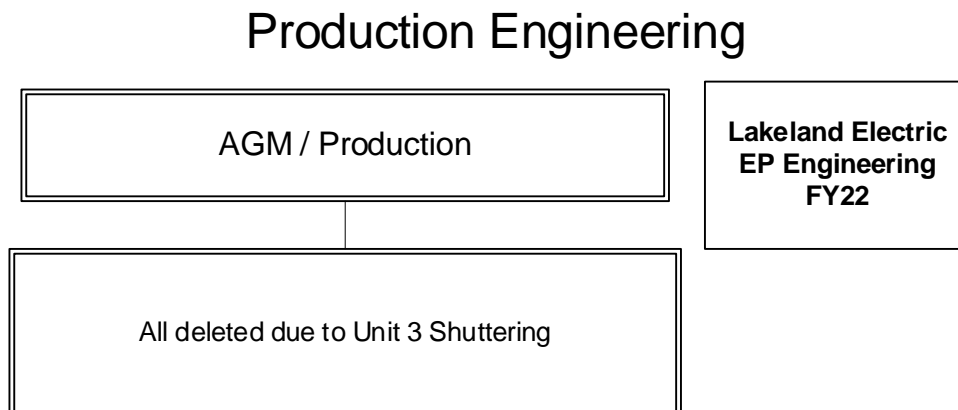 Production Engineering
AGM / Production
Lakeland Electric
EP Engineering
FY22
All deleted due to Unit 3 Shuttering